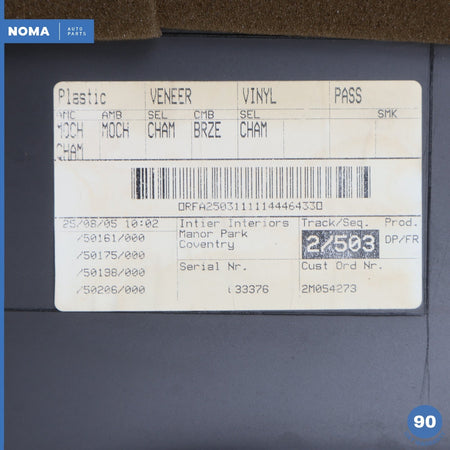 NOMA AUTO PARTS
Plastic VENEER VINYL PASS
ANC AMB SEL CMB SEL SMK
MOCH MOCH CHAM BRZE CHAM
CHAM
RFA2503111114446433
25/08/05 10:02 Intier Interiors Track/Seq. Prod.
/50161/000 Manor Park 2/503 DP/FR
/50175/000 Coventry
/50198/000 Serial Nr. Cust Ord Nr.
/50206/000 33376 2M054273
90